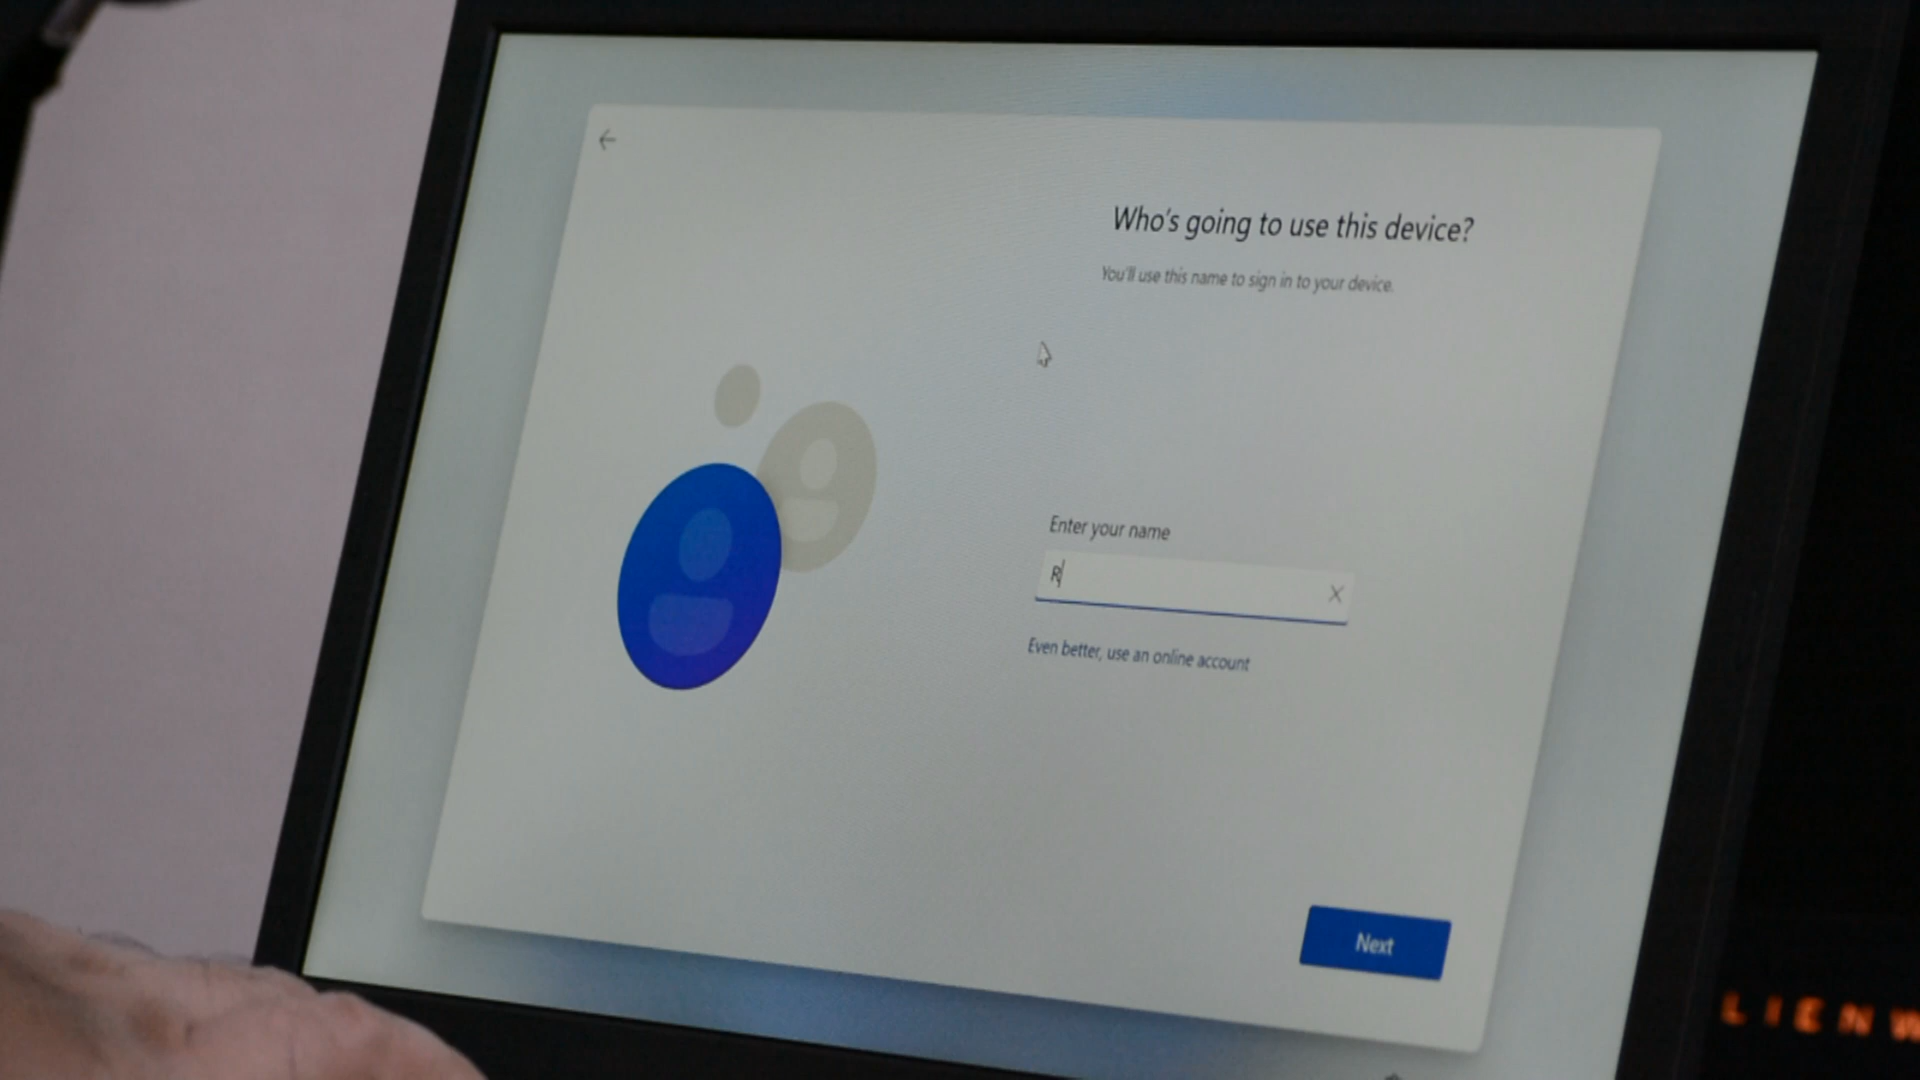 Who's going to use this device?
You'll use this name to sign in to your device.
Enter your name
R
Even better, use an online account
Next
LIENW